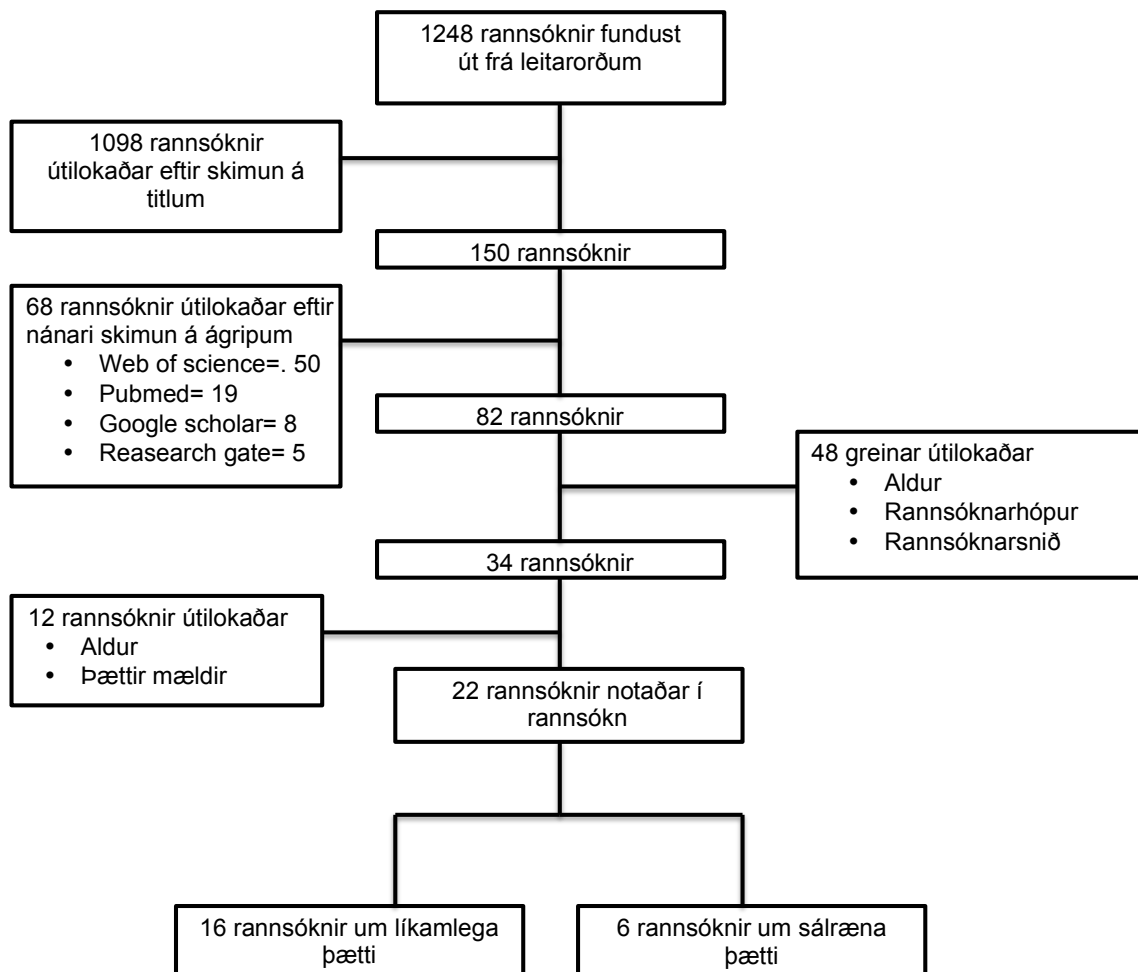 1248 rannsóknir fundust
út frá leitarorðum
1098 rannsóknir
útilokaðar eftir skimun á
titlum
150 rannsóknir
68 rannsóknir útilokaðar eftir
nánari skimun á ágripum
• Web of science=. 50
• Pubmed= 19
• Google scholar= 8
• Reasearch gate= 5
82 rannsóknir
48 greinar útilokaðar
• Aldur
• Rannsóknarhópur
• Rannsóknarsnið
34 rannsóknir
12 rannsóknir útilokaðar
• Aldur
• Þættir mældir
22 rannsóknir notaðar í
rannsókn
16 rannsóknir um líkamlega
þætti
6 rannsóknir um sálræna
þætti